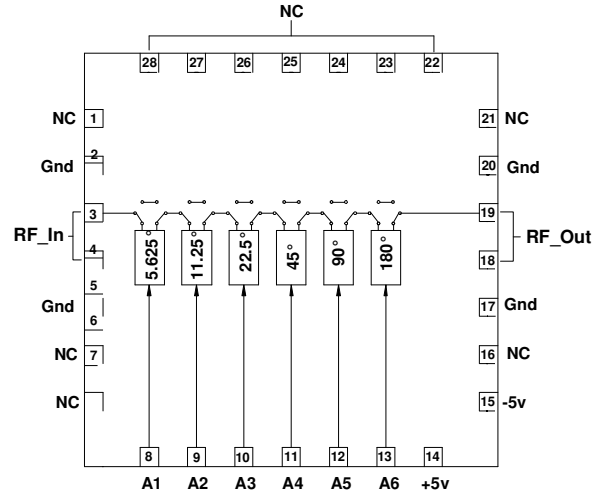 NC
28 27 26 25 24 23 22
NC 1 21 NC
Gnd 2 20 Gnd
3 19
RF_In RF_Out
4 18
5.625° 11.25° 22.5° 45° 90° 180°
5
Gnd 17 Gnd
6
NC 7 16 NC
NC 15 -5v
8 9 10 11 12 13 14
A1 A2 A3 A4 A5 A6 +5v